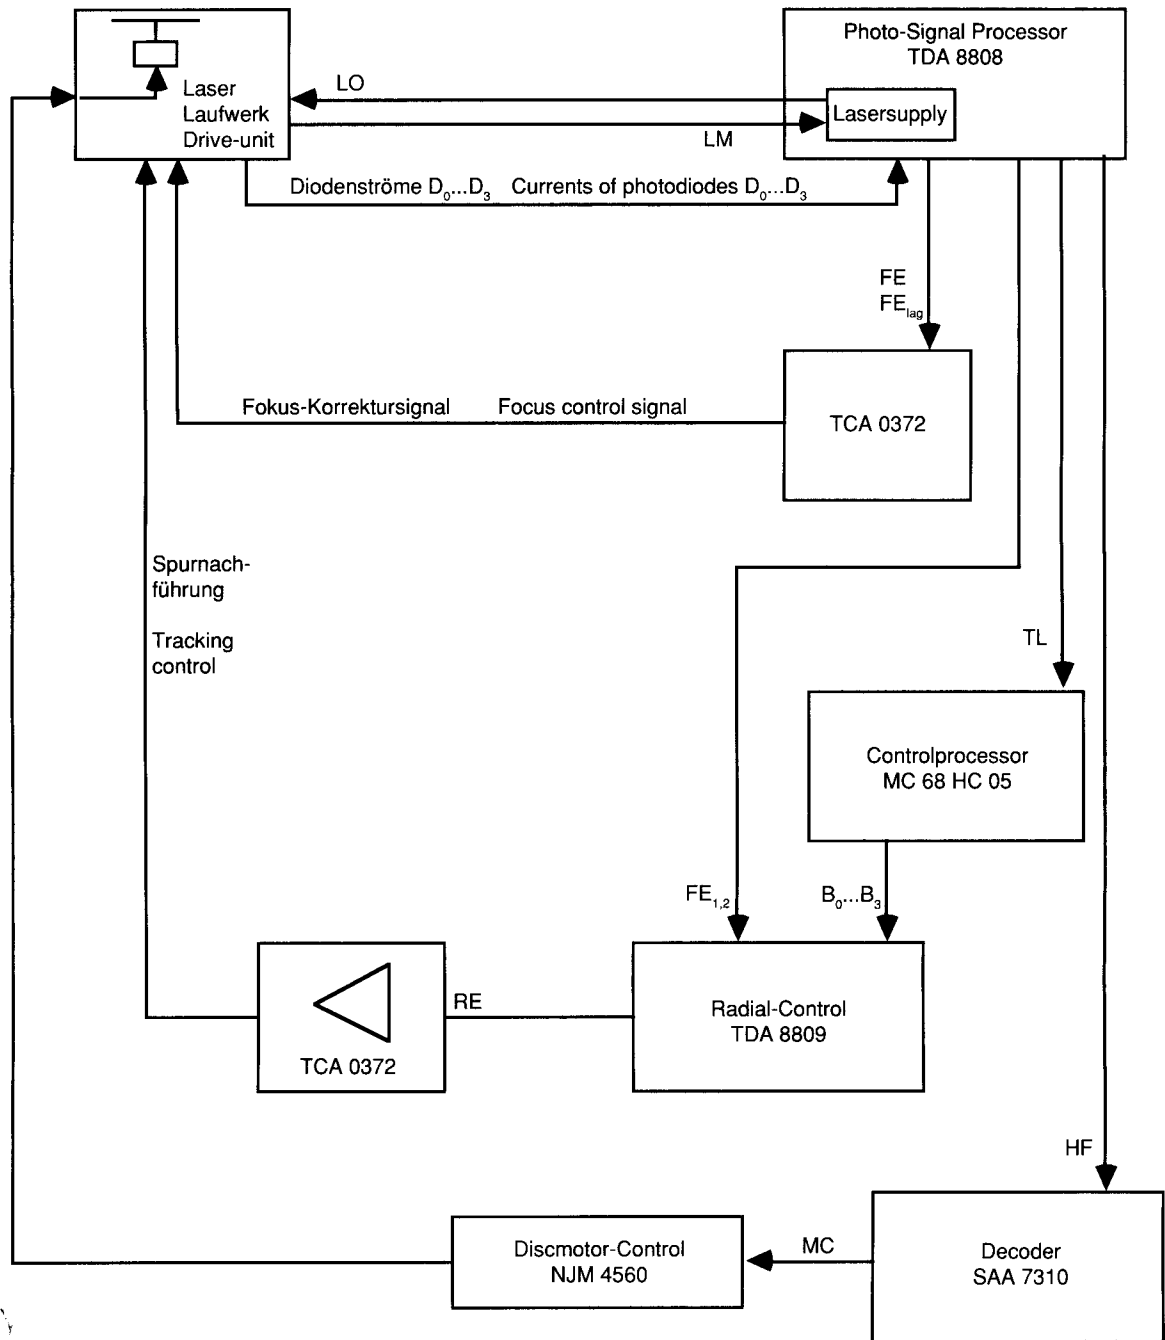 Photo-Signal Processor
TDA 8808
Laser
Laufwerk
Drive-unit
LO
Lasersupply
LM
Diodenströme D0...D3 Currents of photodiodes D0...D3
FE
FElag
TCA 0372
Fokus-Korrektursignal Focus control signal
Spurnach-
führung
Tracking
control
TL
Controlprocessor
MC 68 HC 05
FE1,2
B0...B3
RE
TCA 0372
Radial-Control
TDA 8809
HF
Discmotor-Control
NJM 4560
MC
Decoder
SAA 7310